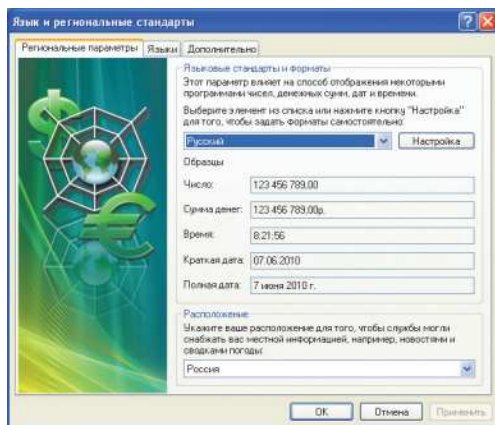 Язык и региональные стандарты
Региональные параметры Языки Дополнительно
Языковые стандарты и форматы
Этот параметр влияет на способ отображения некоторыми
программами чисел, денежных сумм, дат и времени.
Выберите элемент из списка или нажмите кнопку "Настройка"
для того, чтобы задать форматы самостоятельно:
Русский Настройка
Образцы
Число: 123 456 789,00
Сумма денег: 123 456 789,00р.
Время: 8:21:56
Краткая дата: 07.06.2010
Полная дата: 7 июня 2010 г.
Расположение
Укажите ваше расположение для того, чтобы службы могли
снабжать вас местной информацией, например, новостями и
сводками погоды:
Россия
ОК Отмена Применить